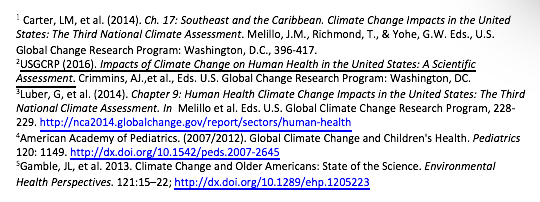 ¹ Carter, LM, et al. (2014). Ch. 17: Southeast and the Caribbean. Climate Change Impacts in the United
States: The Third National Climate Assessment. Melillo, J.M., Richmond, T., & Yohe, G.W. Eds., U.S.
Global Change Research Program: Washington, D.C., 396-417.
²USGCRP (2016). Impacts of Climate Change on Human Health in the United States: A Scientific
Assessment. Crimmins, AJ.,et al., Eds. U.S. Global Change Research Program: Washington, DC.
³Luber, G, et al. (2014). Chapter 9: Human Health Climate Change Impacts in the United States: The Third
National Climate Assessment. In Melillo et al. Eds. U.S. Global Climate Change Research Program, 228-
229. http://nca2014.globalchange.gov/report/sectors/human-health
⁴American Academy of Pediatrics. (2007/2012). Global Climate Change and Children's Health. Pediatrics
120: 1149. http://dx.doi.org/10.1542/peds.2007-2645
⁵Gamble, JL, et al. 2013. Climate Change and Older Americans: State of the Science. Environmental
Health Perspectives. 121:15–22; http://dx.doi.org/10.1289/ehp.1205223